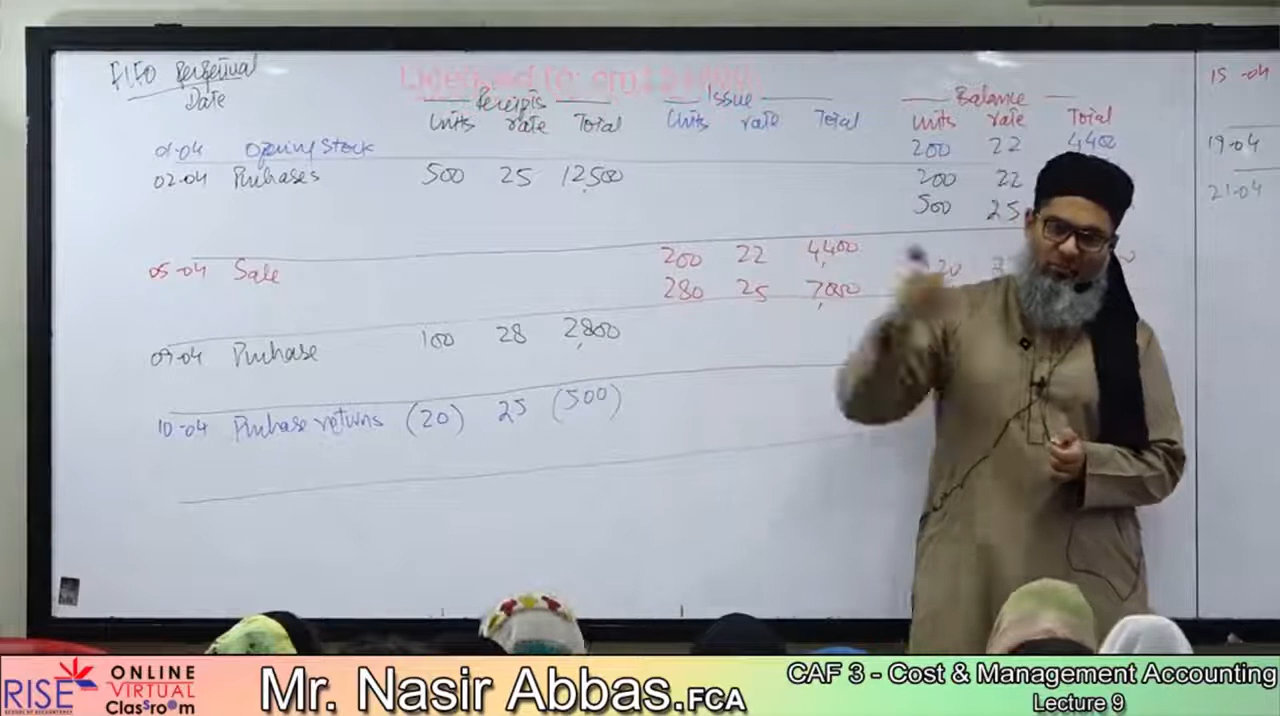 FIFO Perpetual
Date Receipts Issue Balance
Units rate Total Units rate Total Units rate Total
01-04 Opening Stock 200 22 4400
02-04 Purchases 500 25 12,500 200 22
500 25
05-04 Sale 200 22 4,400 20
280 25 7,000
09-04 Purchase 100 28 2,800
10-04 Purchase returns (20) 25 (500)
15-04
19-04
21-04
RISE
ONLINE
VIRTUAL
Classroom
Mr. Nasir Abbas.FCA
CAF 3 - Cost & Management Accounting
Lecture 9